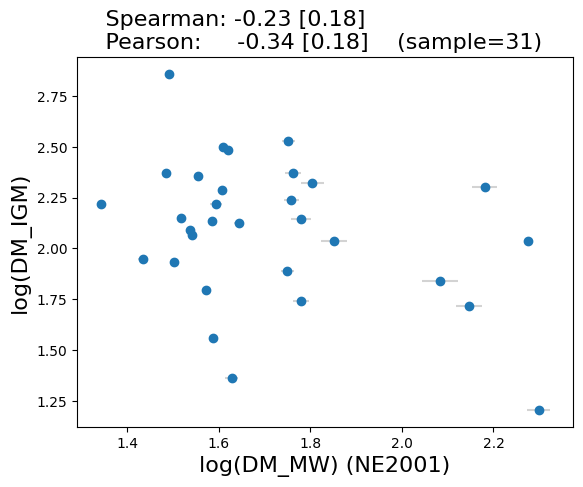 Spearman: -0.23 [0.18]
Pearson: -0.34 [0.18] (sample=31)
2.75
2.50
2.25
2.00
1.75
1.50
1.25
log(DM_IGM)
1.4 1.6 1.8 2.0 2.2
log(DM_MW) (NE2001)